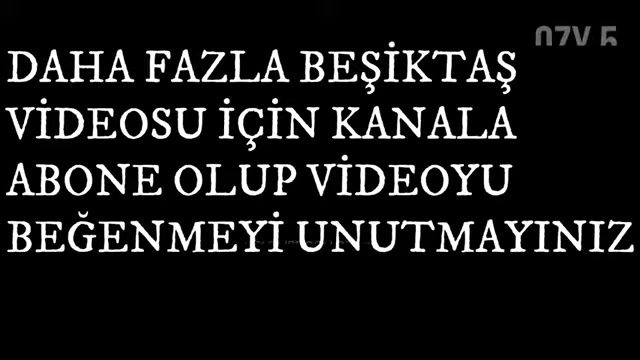 DAHA FAZLA BEŞİKTAŞ
VİDEOSU İÇİN KANALA
ABONE OLUP VİDEOYU
BEĞENMEYİ UNUTMAYINIZ